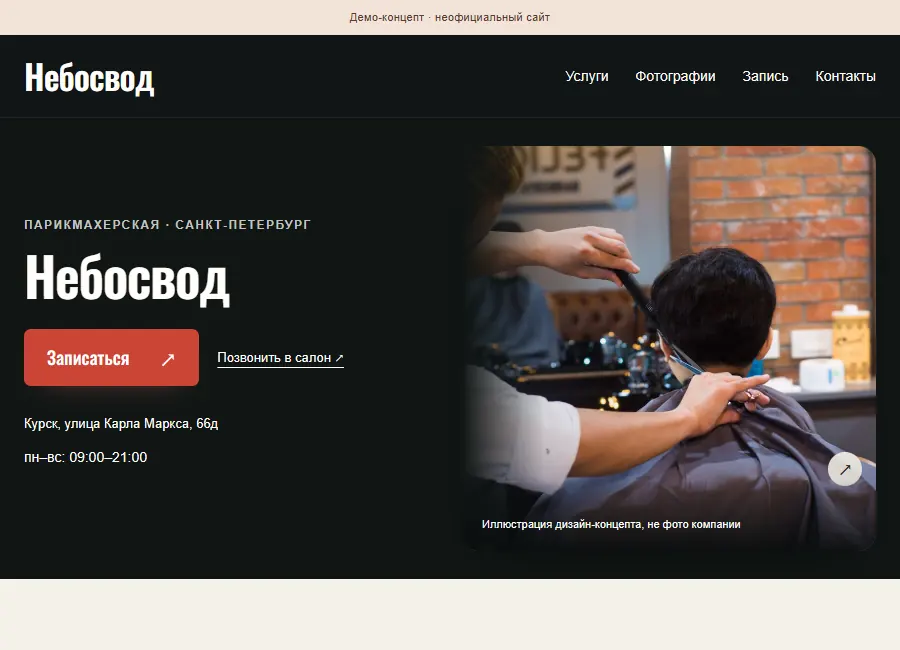 Демо-концепт · неофициальный сайт
Небосвод
Услуги Фотографии Запись Контакты
ПАРИКМАХЕРСКАЯ · САНКТ-ПЕТЕРБУРГ
Небосвод
Записаться ↗
Позвонить в салон ↗
Курск, улица Карла Маркса, 66д
пн–вс: 09:00–21:00
Иллюстрация дизайн-концепта, не фото компании